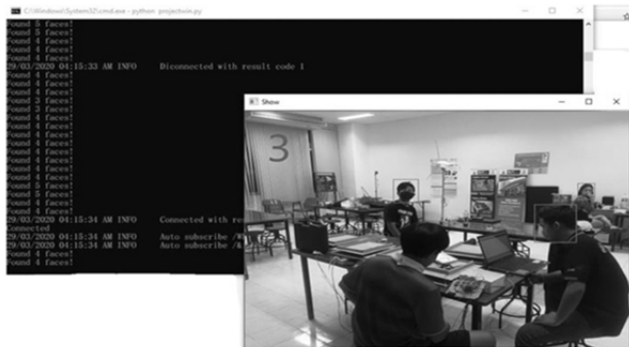 C:\Windows\System32\cmd.exe - python projectwin.py
Found 5 faces!
Found 5 faces!
Found 4 faces!
Found 4 faces!
Found 4 faces!
29/03/2020 04:15:33 AM INFO Diconnected with result code 1
Found 4 faces!
Found 4 faces!
Found 4 faces!
Found 3 faces!
Found 3 faces!
Found 4 faces!
Found 4 faces!
Found 4 faces!
Found 4 faces!
Found 4 faces!
Found 4 faces!
Found 4 faces!
Found 4 faces!
Found 5 faces!
Found 5 faces!
Found 4 faces!
Found 4 faces!
29/03/2020 04:15:34 AM INFO Connected with re
Connected
29/03/2020 04:15:34 AM INFO Auto subscribe
29/03/2020 04:15:34 AM INFO Auto subscribe
Found 4 faces!
Found 4 faces!
Show
3